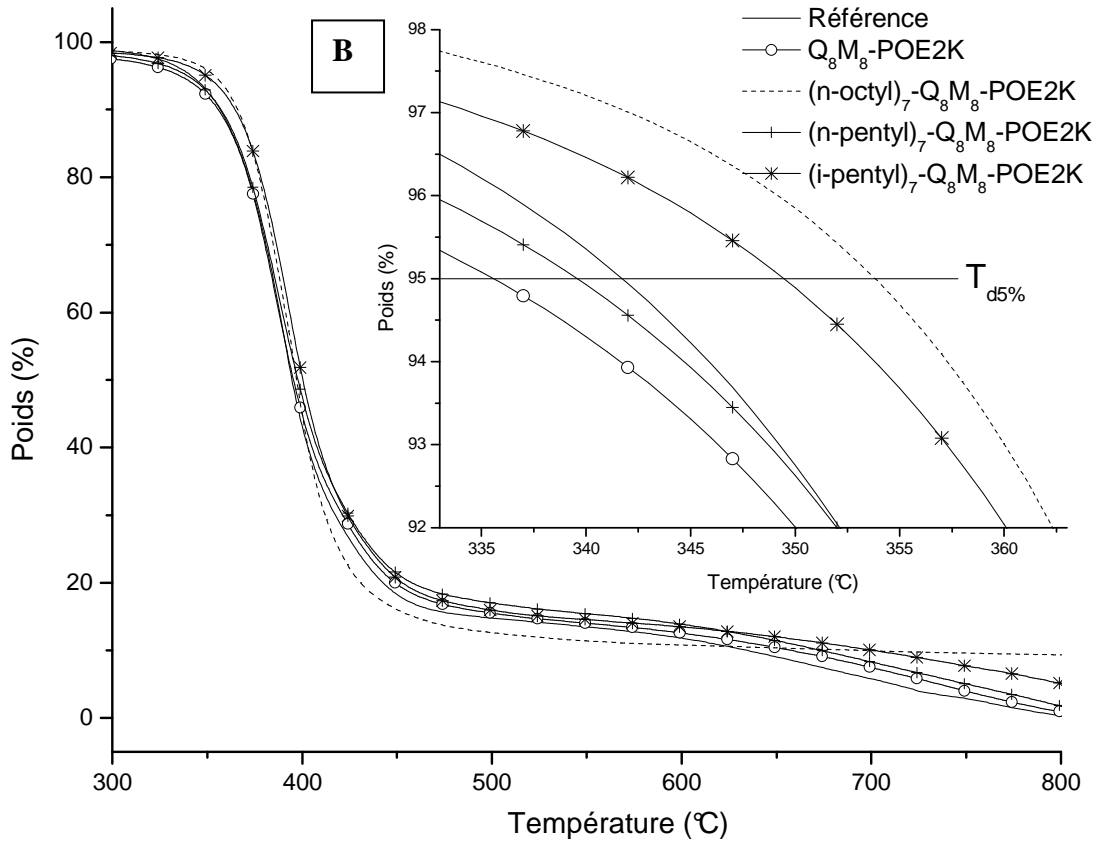 B
Référence
Q₈M₈-POE2K
(n-octyl)₇-Q₈M₈-POE2K
(n-pentyl)₇-Q₈M₈-POE2K
(i-pentyl)₇-Q₈M₈-POE2K
98
97
96
95
94
93
92
Poids (%)
T_d5%
335
340
345
350
355
360
Température (°C)
100
80
60
40
20
0
Poids (%)
300
400
500
600
700
800
Température (°C)